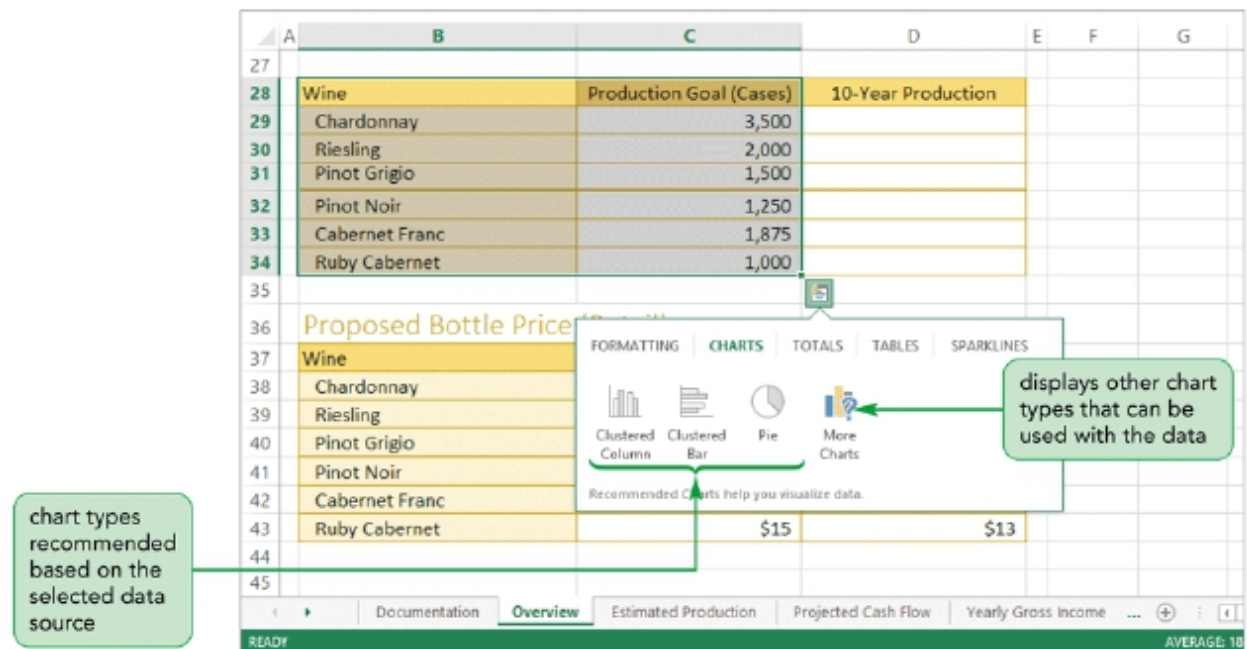 A B C D E F G
27
28 Wine Production Goal (Cases) 10-Year Production
29 Chardonnay 3,500
30 Riesling 2,000
31 Pinot Grigio 1,500
32 Pinot Noir 1,250
33 Cabernet Franc 1,875
34 Ruby Cabernet 1,000
35
36 Proposed Bottle Price
37 Wine
38 Chardonnay
39 Riesling
40 Pinot Grigio
41 Pinot Noir
42 Cabernet Franc
43 Ruby Cabernet $15 $13
44
45
FORMATTING CHARTS TOTALS TABLES SPARKLINES
Clustered Column
Clustered Bar
Pie
More Charts
Recommended Charts help you visualize data.
displays other chart
types that can be
used with the data
chart types
recommended
based on the
selected data
source
Documentation Overview Estimated Production Projected Cash Flow Yearly Gross Income ...
READY AVERAGE: 18